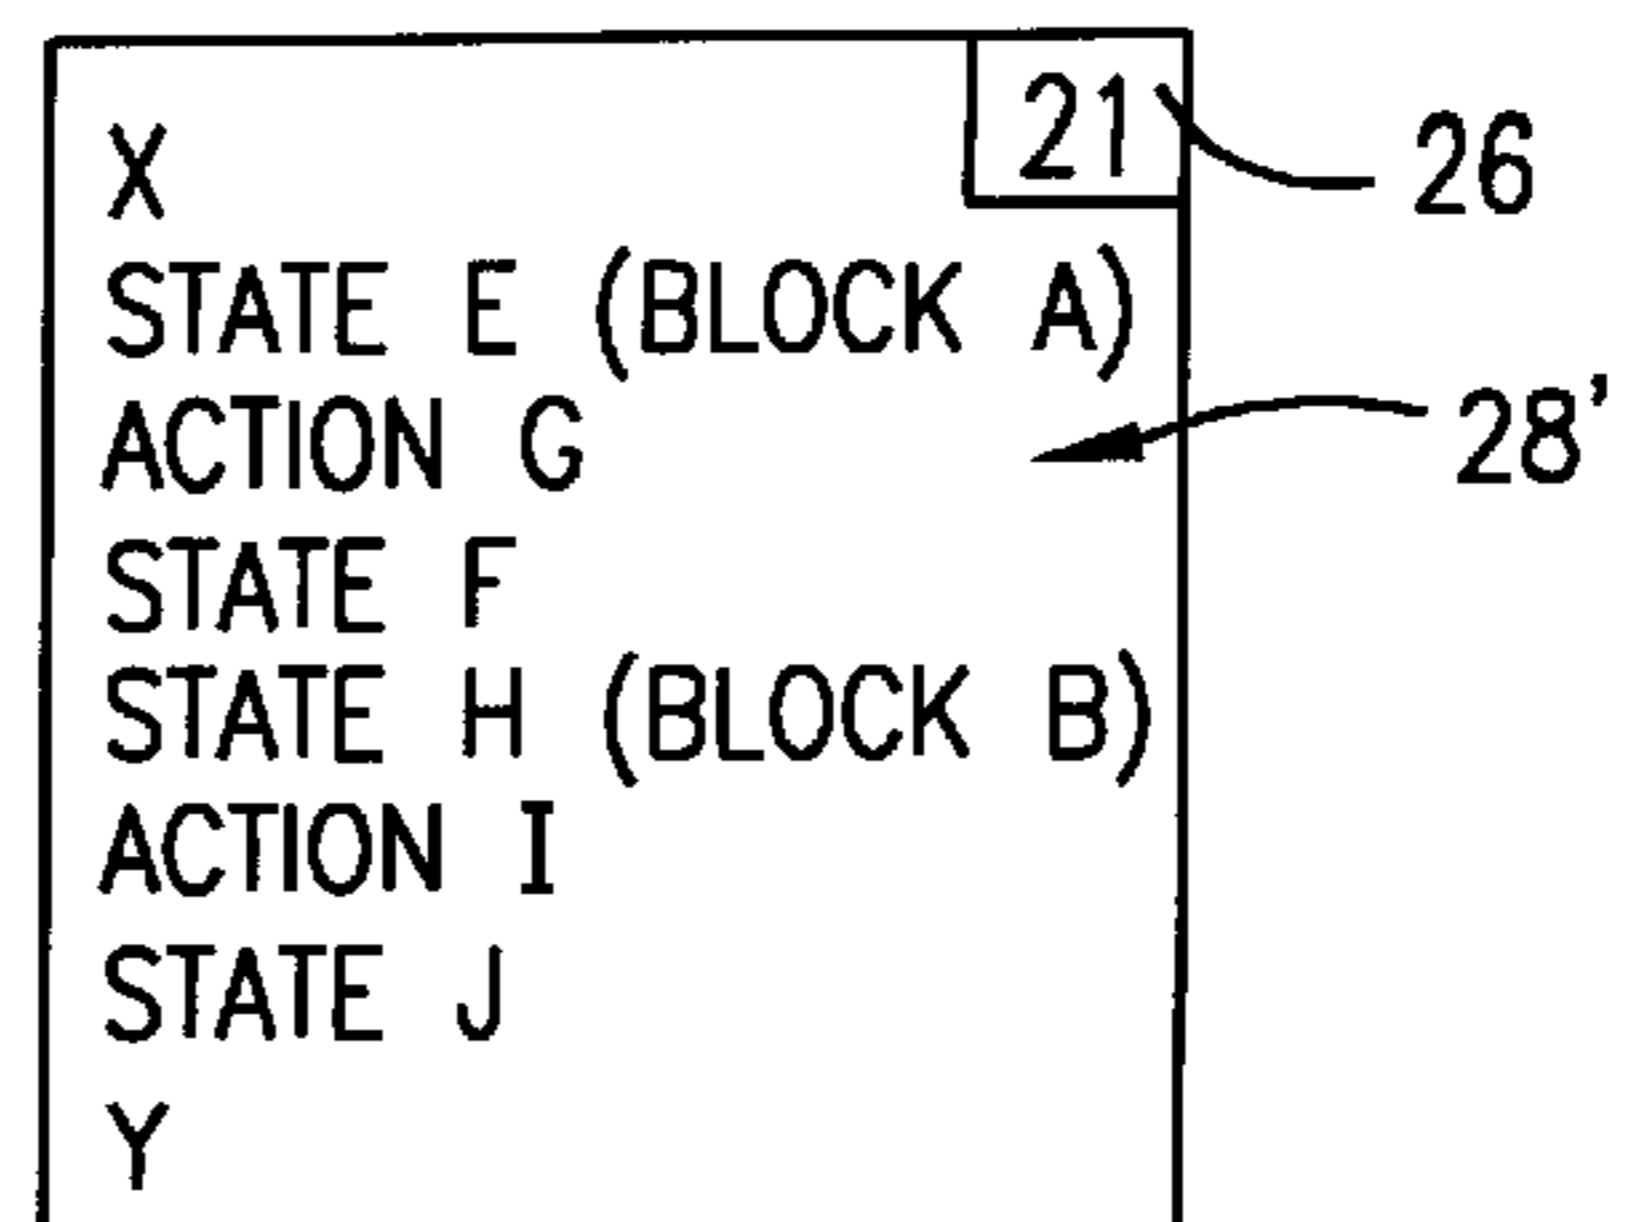 21
26
X
STATE E (BLOCK A)
ACTION G
28'
STATE F
STATE H (BLOCK B)
ACTION I
STATE J
Y